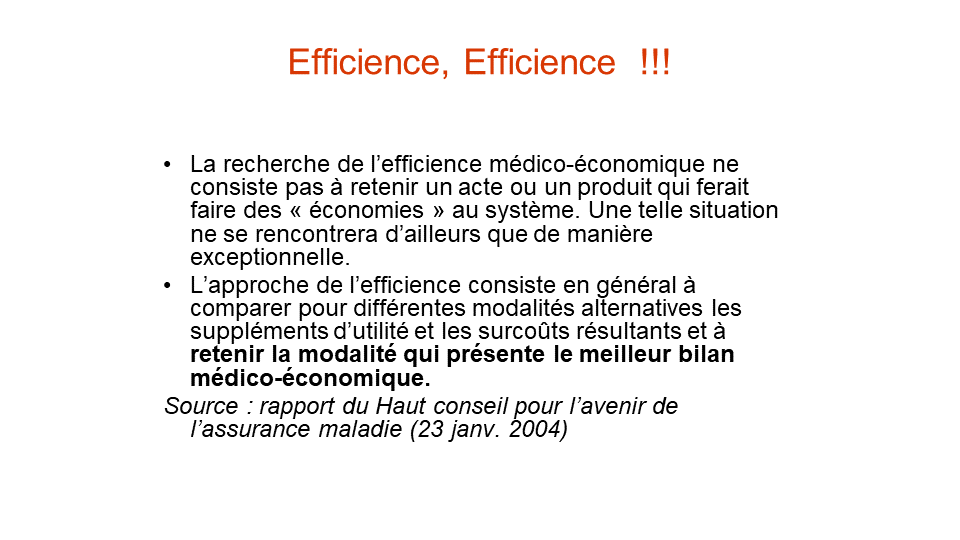 Efficience, Efficience  !!!
• La recherche de l’efficience médico-économique ne
consiste pas à retenir un acte ou un produit qui ferait
faire des « économies » au système. Une telle situation
ne se rencontrera d’ailleurs que de manière
exceptionnelle.
• L’approche de l’efficience consiste en général à
comparer pour différentes modalités alternatives les
suppléments d’utilité et les surcoûts résultants et à
retenir la modalité qui présente le meilleur bilan
médico-économique.
Source : rapport du Haut conseil pour l’avenir de
l’assurance maladie (23 janv. 2004)